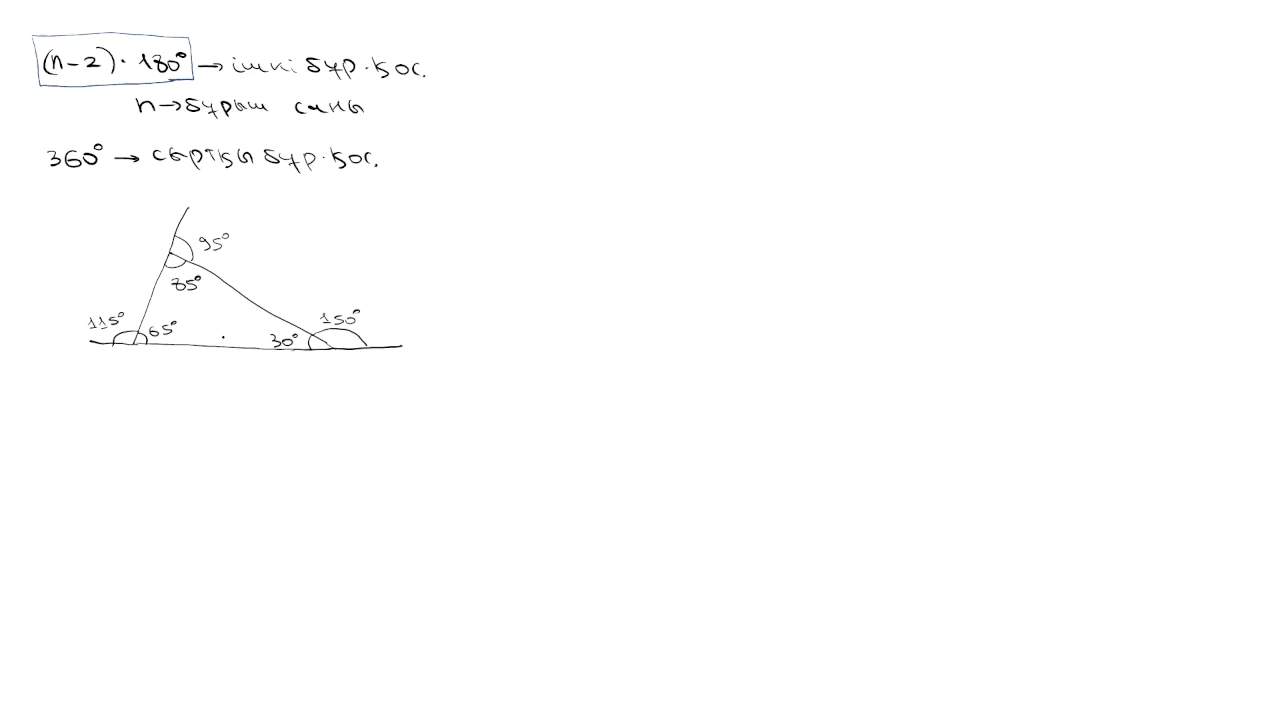 (n-2)·180° → ішкі бұр.қос.
n → бұрыш саны
360° → сыртқы бұр.қос.
95°
85°
115° 65° 30° 150°